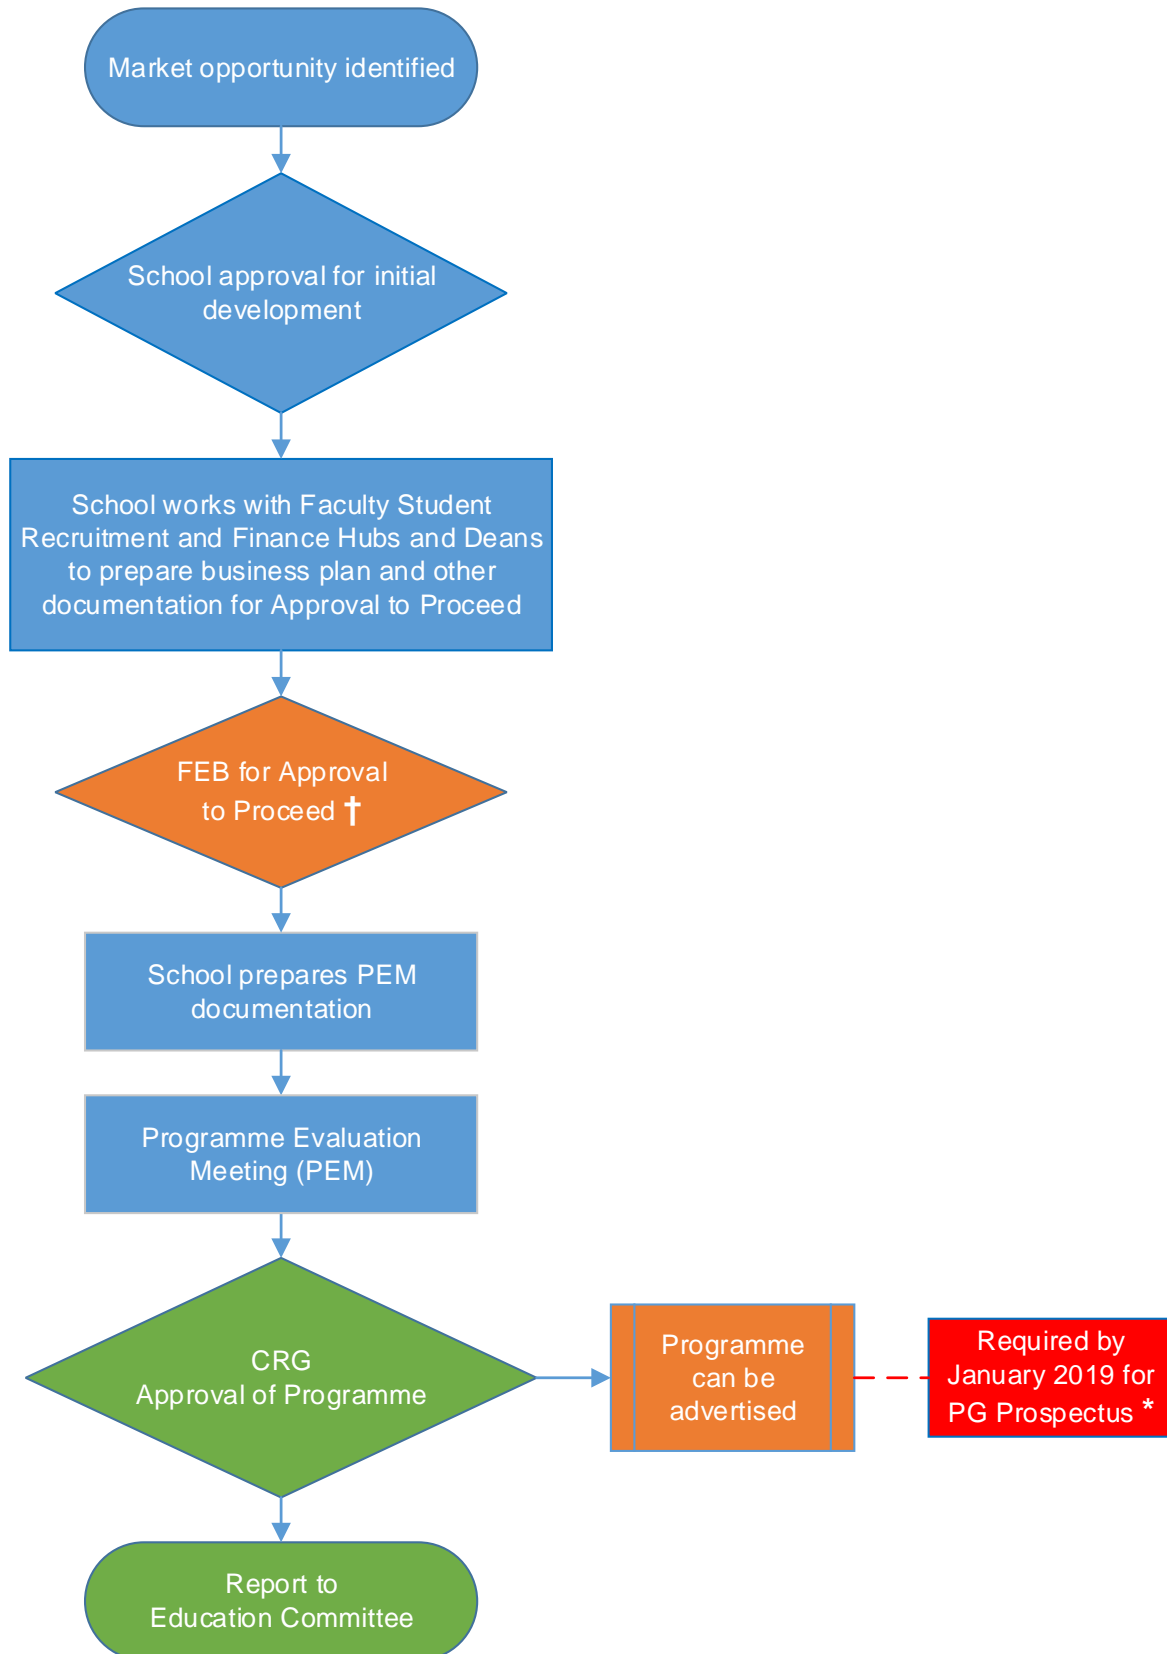 Market opportunity identified
School approval for initial
development
School works with Faculty Student
Recruitment and Finance Hubs and Deans
to prepare business plan and other
documentation for Approval to Proceed
FEB for Approval
to Proceed †
School prepares PEM
documentation
Programme Evaluation
Meeting (PEM)
CRG
Approval of Programme
Programme
can be
advertised
Required by
January 2019 for
PG Prospectus *
Report to
Education Committee